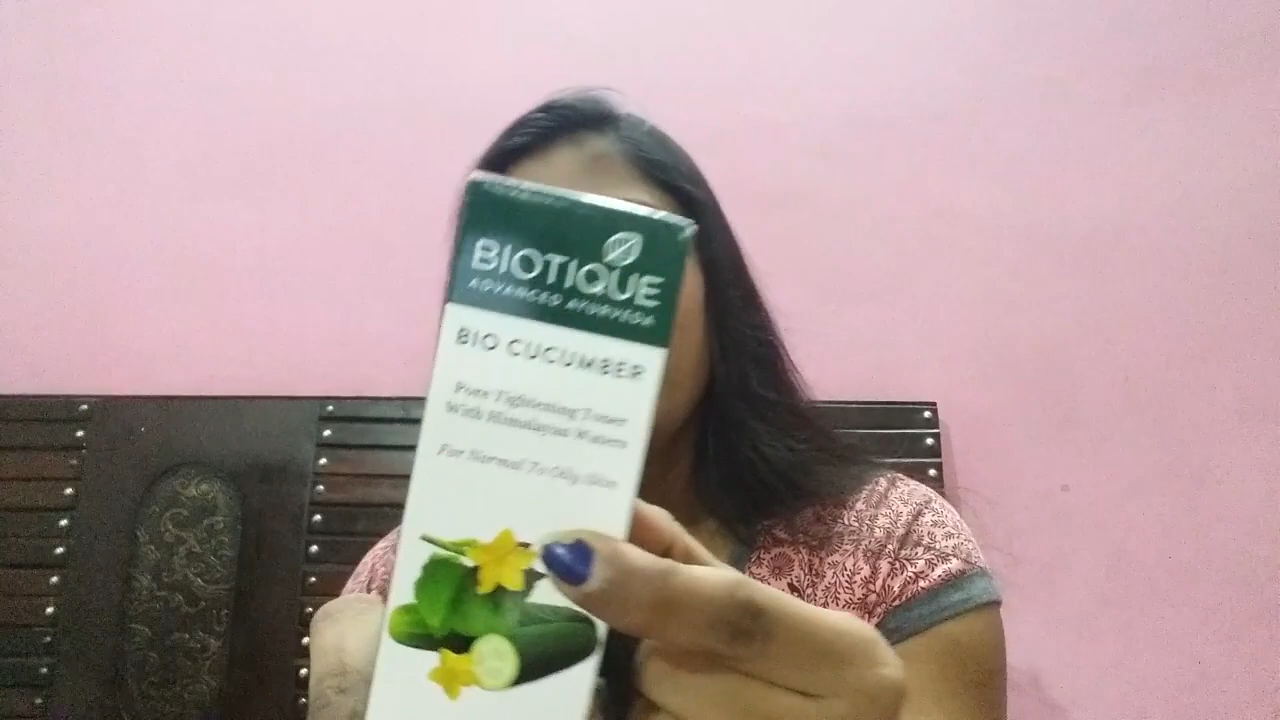 BIOTIQUE
ADVANCED AYURVEDA
BIO CUCUMBER
Pore Tightening Toner
With Himalayan Waters
For Normal To Oily Skin